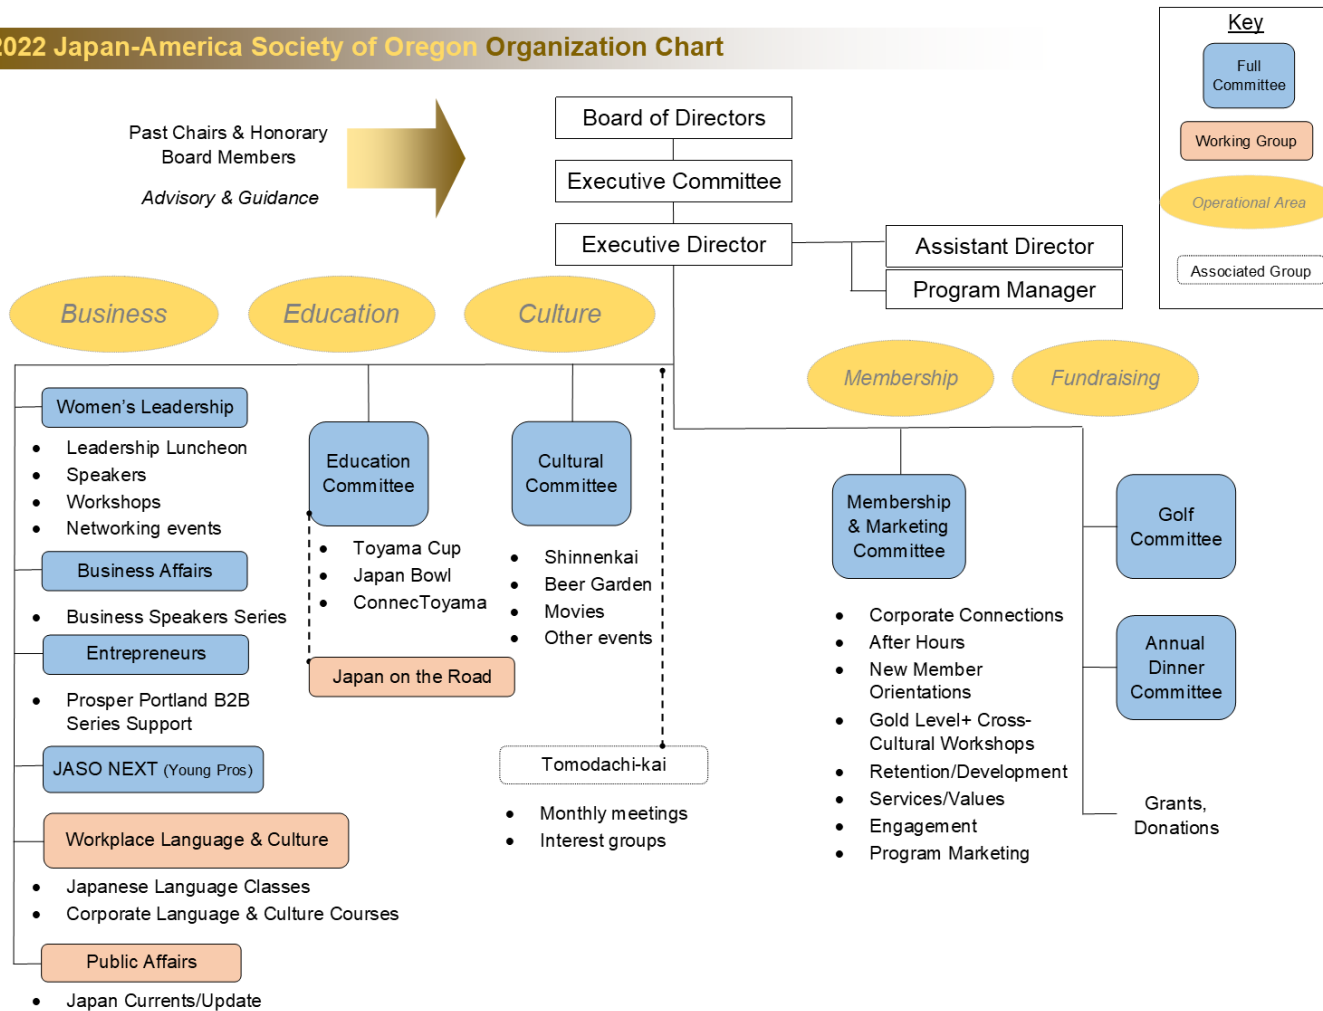 2022 Japan-America Society of Oregon Organization Chart
Key
Full
Committee
Working Group
Operational Area
Associated Group
Past Chairs & Honorary
Board Members
Advisory & Guidance
Board of Directors
Executive Committee
Executive Director
Assistant Director
Program Manager
Business
Education
Culture
Membership
Fundraising
Women's Leadership
• Leadership Luncheon
• Speakers
• Workshops
• Networking events
Business Affairs
• Business Speakers Series
Entrepreneurs
• Prosper Portland B2B
Series Support
JASO NEXT (Young Pros)
Workplace Language & Culture
• Japanese Language Classes
• Corporate Language & Culture Courses
Public Affairs
• Japan Currents/Update
Education
Committee
• Toyama Cup
• Japan Bowl
• ConnecToyama
Japan on the Road
Cultural
Committee
• Shinnenkai
• Beer Garden
• Movies
• Other events
Tomodachi-kai
• Monthly meetings
• Interest groups
Membership
& Marketing
Committee
• Corporate Connections
• After Hours
• New Member
Orientations
• Gold Level+ Cross-
Cultural Workshops
• Retention/Development
• Services/Values
• Engagement
• Program Marketing
Golf
Committee
Annual
Dinner
Committee
Grants,
Donations